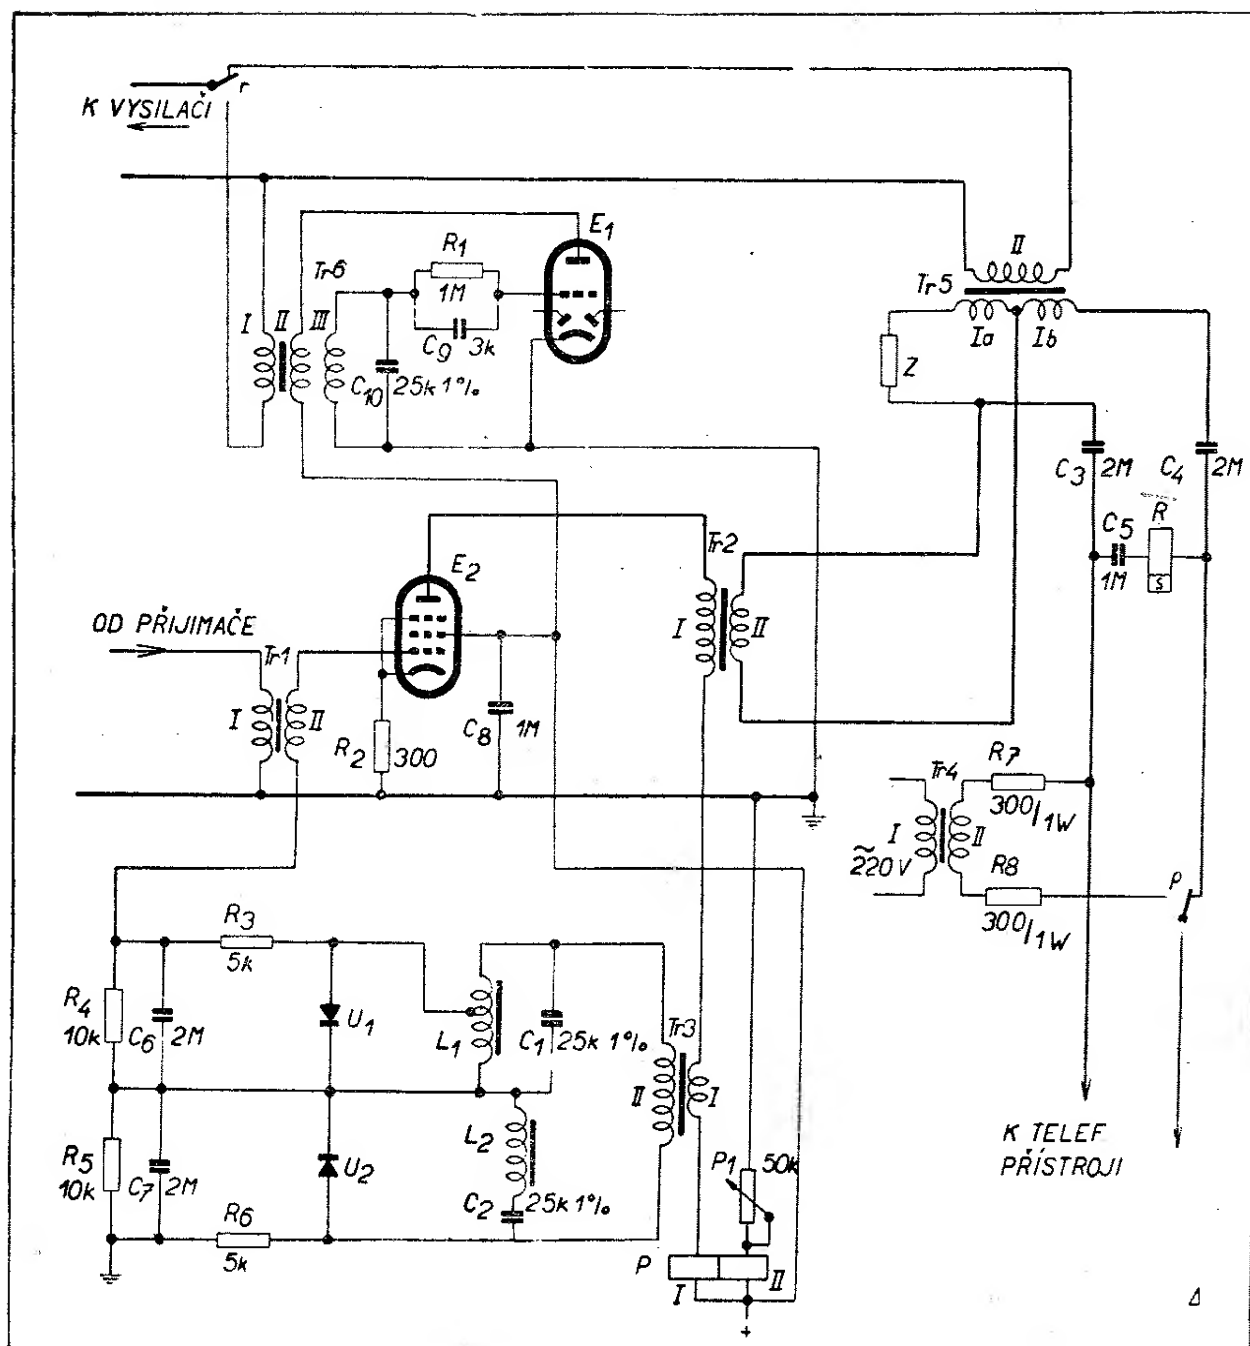 r
K VYSILAČI
E1
R1
1M
C9 3k
Tr6
I II III
C10 25k 1%
II
Tr5
Ia Ib
Z
C3 2M
C4 2M
R
C5
1M
S
Tr2
I II
E2
OD PŘIJIMAČE
Tr1
I II
R2 300
C8 1M
R7
300/1W
Tr4
I II
~220V
R8
300/1W
p
R3
5k
R4
10k
C6 2M
U1
L1
C1 25k 1%
Tr3
II I
R5
10k
C7 2M
U2
L2
C2 25k 1%
R6
5k
P1 50k
P
I II
+
K TELEF.
PŘÍSTROJI